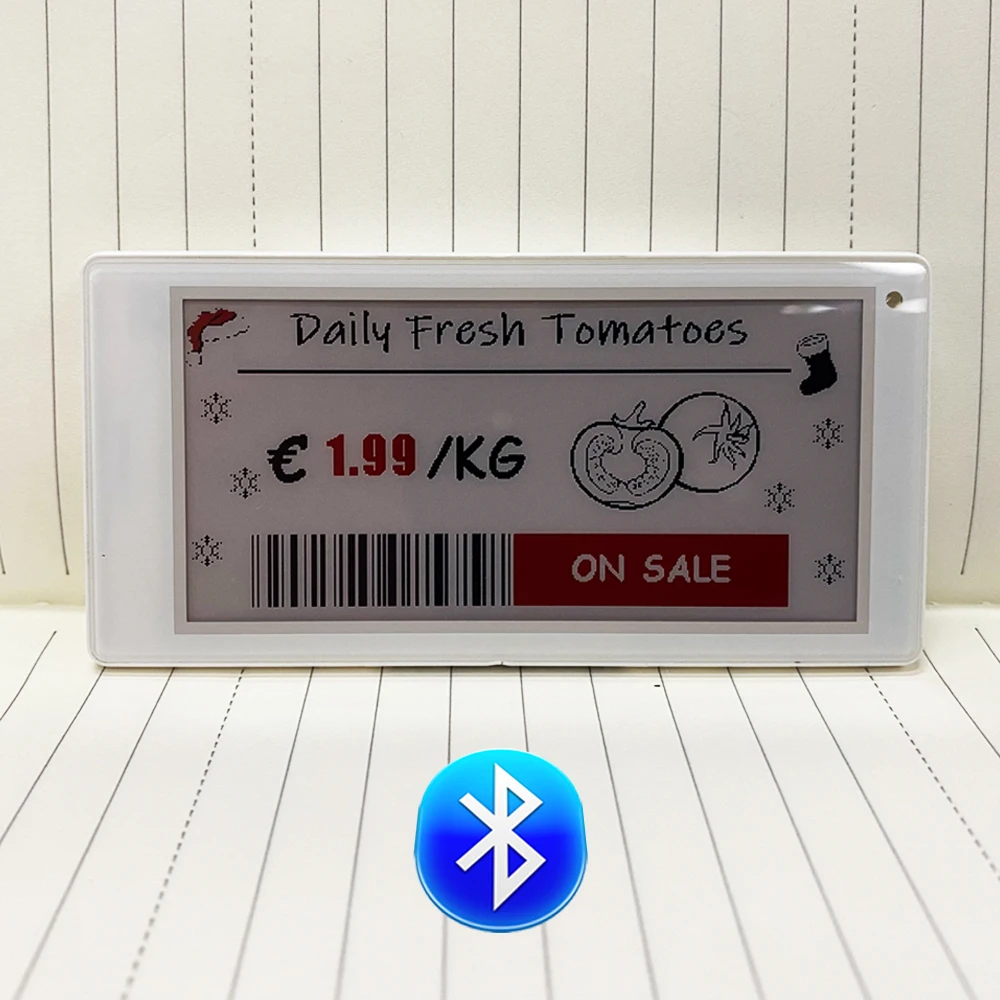 Daily Fresh Tomatoes
€ 1.99 /KG
ON SALE